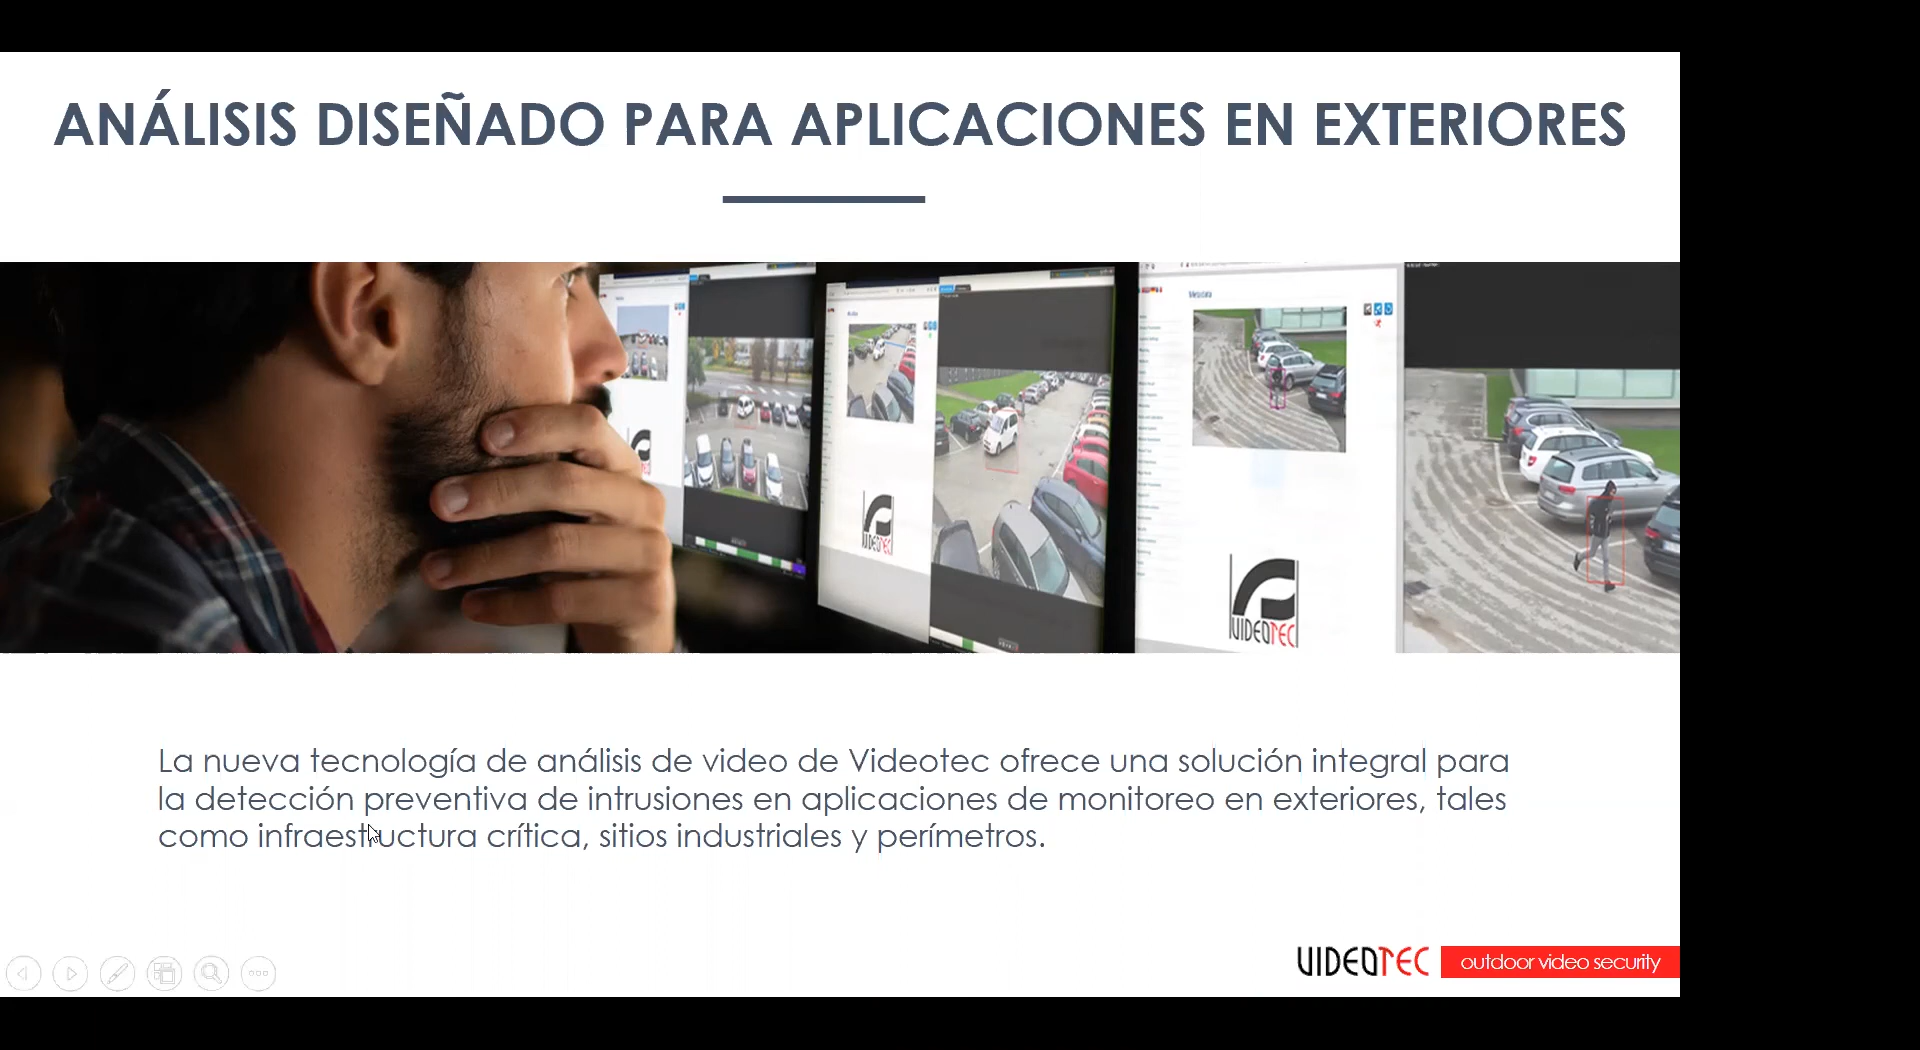 ANÁLISIS DISEÑADO PARA APLICACIONES EN EXTERIORES
VIDEOTEC
VIDEOTEC
La nueva tecnología de análisis de video de Videotec ofrece una solución integral para
la detección preventiva de intrusiones en aplicaciones de monitoreo en exteriores, tales
como infraestructura crítica, sitios industriales y perímetros.
VIDEOTEC outdoor video security